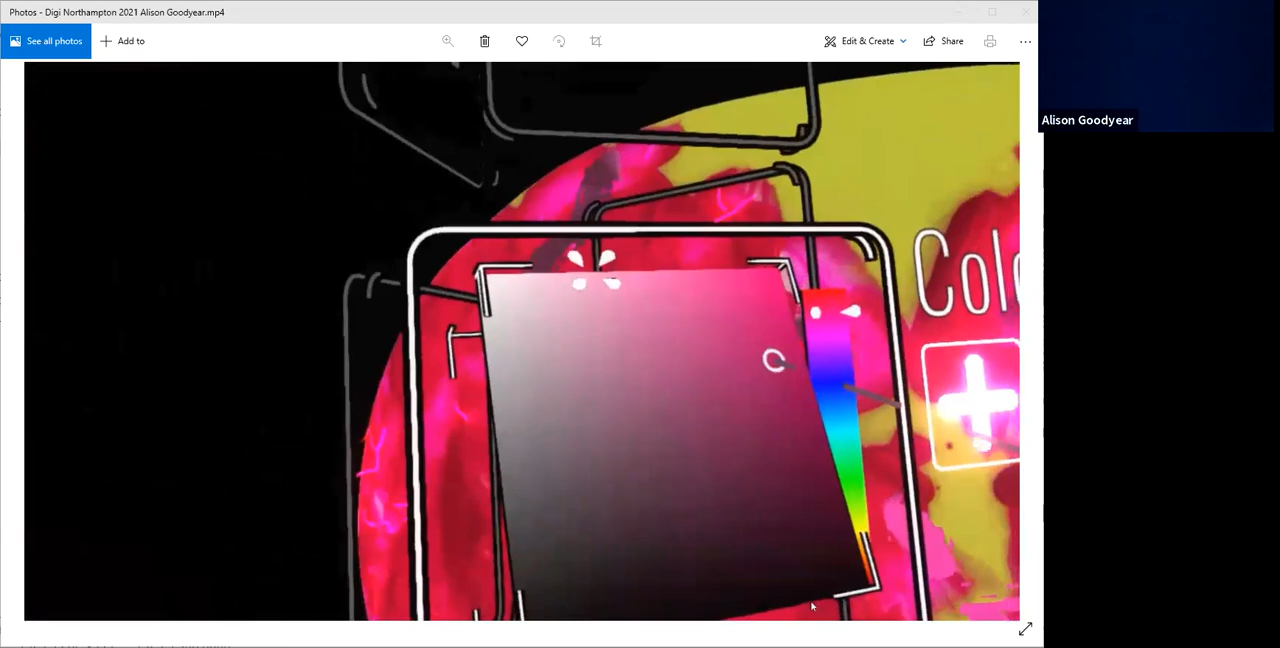 Photos - Digi Northampton 2021 Alison Goodyear.mp4
See all photos
Add to
Edit & Create
Share
Alison Goodyear